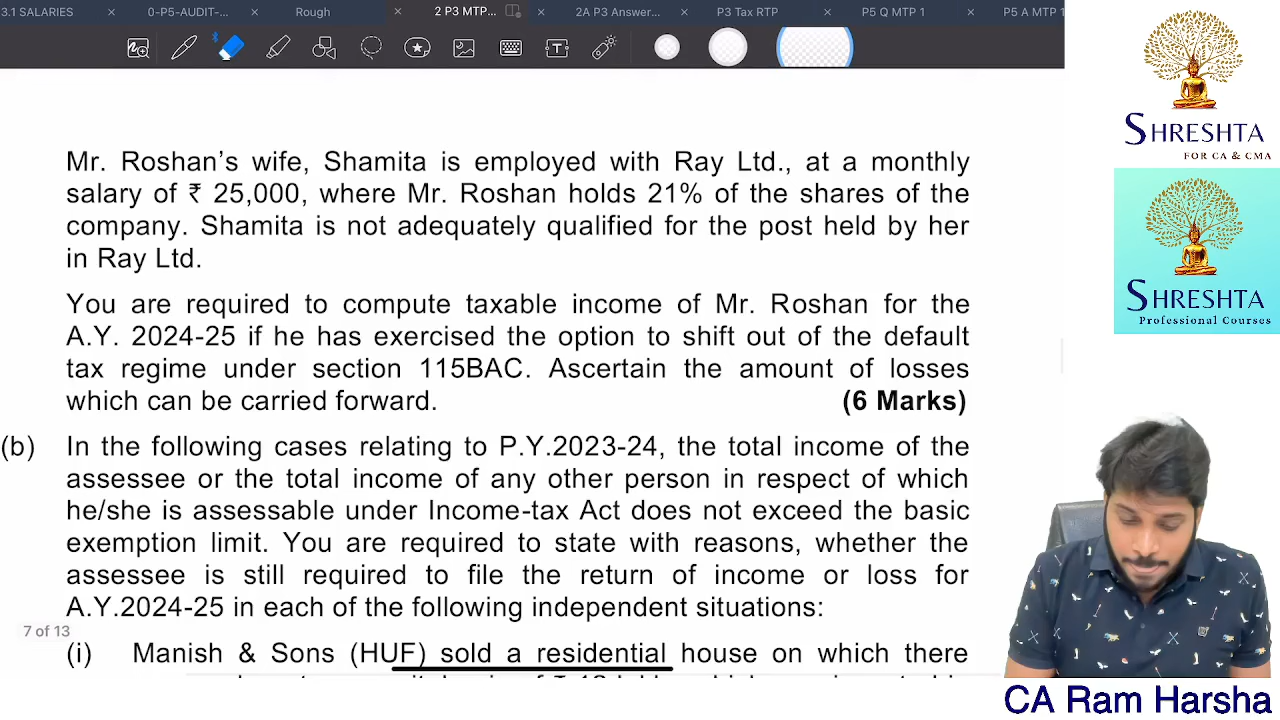 3.1 SALARIES
0-P5-AUDIT-...
Rough
2 P3 MTP...
2A P3 Answer...
P3 Tax RTP
P5 Q MTP 1
P5 A MTP 1
SHRESHTA
FOR CA & CMA
Mr. Roshan's wife, Shamita is employed with Ray Ltd., at a monthly
salary of ₹ 25,000, where Mr. Roshan holds 21% of the shares of the
company. Shamita is not adequately qualified for the post held by her
in Ray Ltd.
SHRESHTA
Professional Courses
You are required to compute taxable income of Mr. Roshan for the
A.Y. 2024-25 if he has exercised the option to shift out of the default
tax regime under section 115BAC. Ascertain the amount of losses
which can be carried forward. (6 Marks)
(b) In the following cases relating to P.Y.2023-24, the total income of the
assessee or the total income of any other person in respect of which
he/she is assessable under Income-tax Act does not exceed the basic
exemption limit. You are required to state with reasons, whether the
assessee is still required to file the return of income or loss for
A.Y.2024-25 in each of the following independent situations:
7 of 13
(i) Manish & Sons (HUF) sold a residential house on which there
CA Ram Harsha